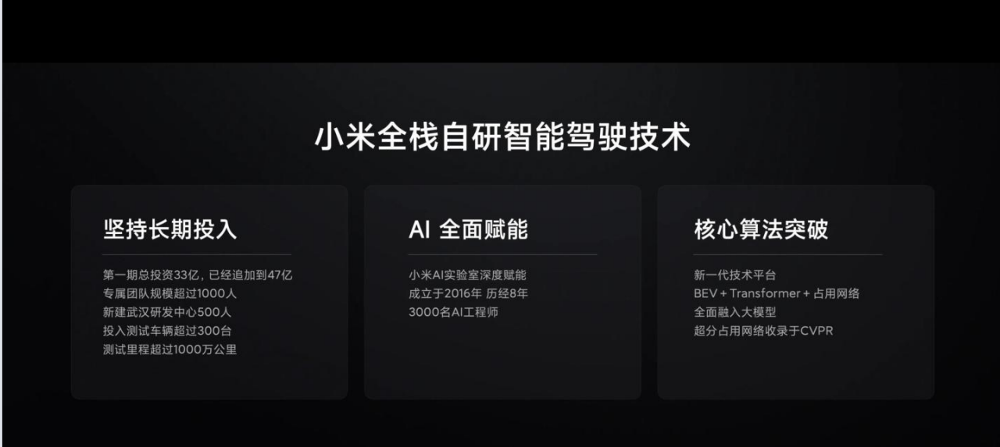 小米全栈自研智能驾驶技术
坚持长期投入
第一期总投资33亿，已经追加到47亿
专属团队规模超过1000人
新建武汉研发中心500人
投入测试车辆超过300台
测试里程超过1000万公里
AI 全面赋能
小米AI实验室深度赋能
成立于2016年 历经8年
3000名AI工程师
核心算法突破
新一代技术平台
BEV + Transformer + 占用网络
全面融入大模型
超分占用网络收录于CVPR